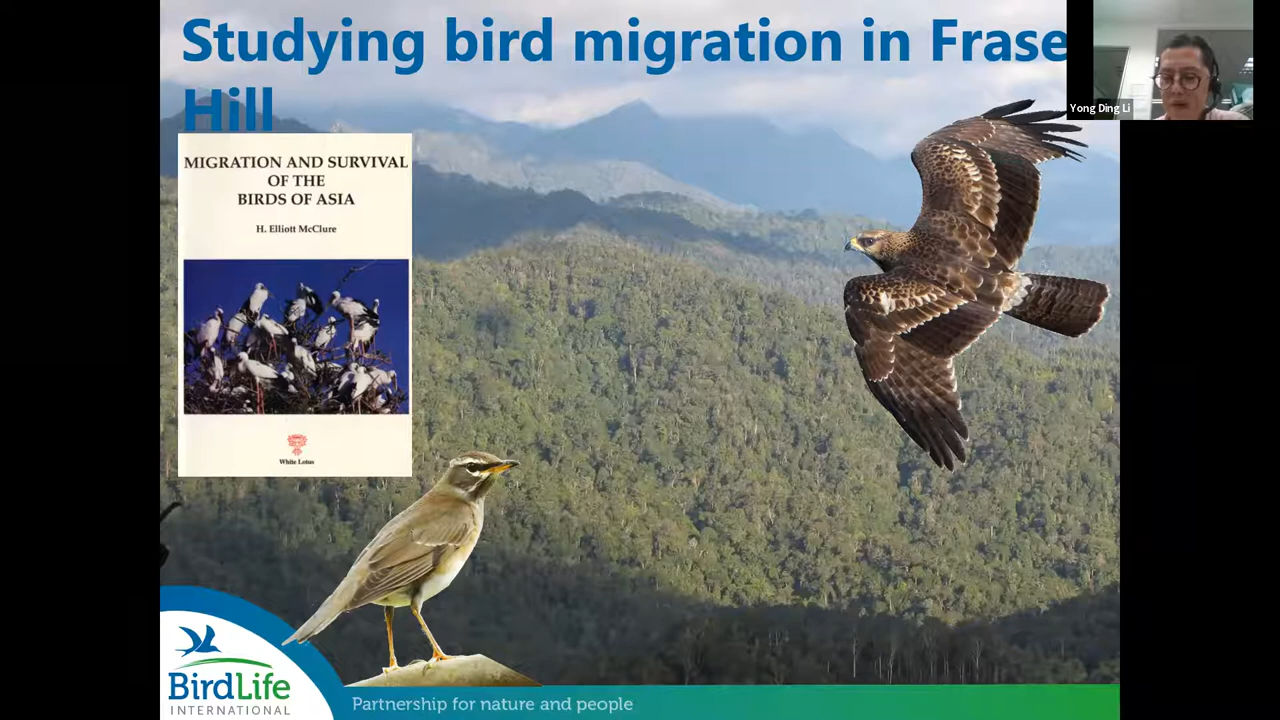 Studying bird migration in Frase
Hill
Yong Ding Li
MIGRATION AND SURVIVAL
OF THE
BIRDS OF ASIA
H. Elliott McClure
White Lotus
BirdLife
INTERNATIONAL
Partnership for nature and people